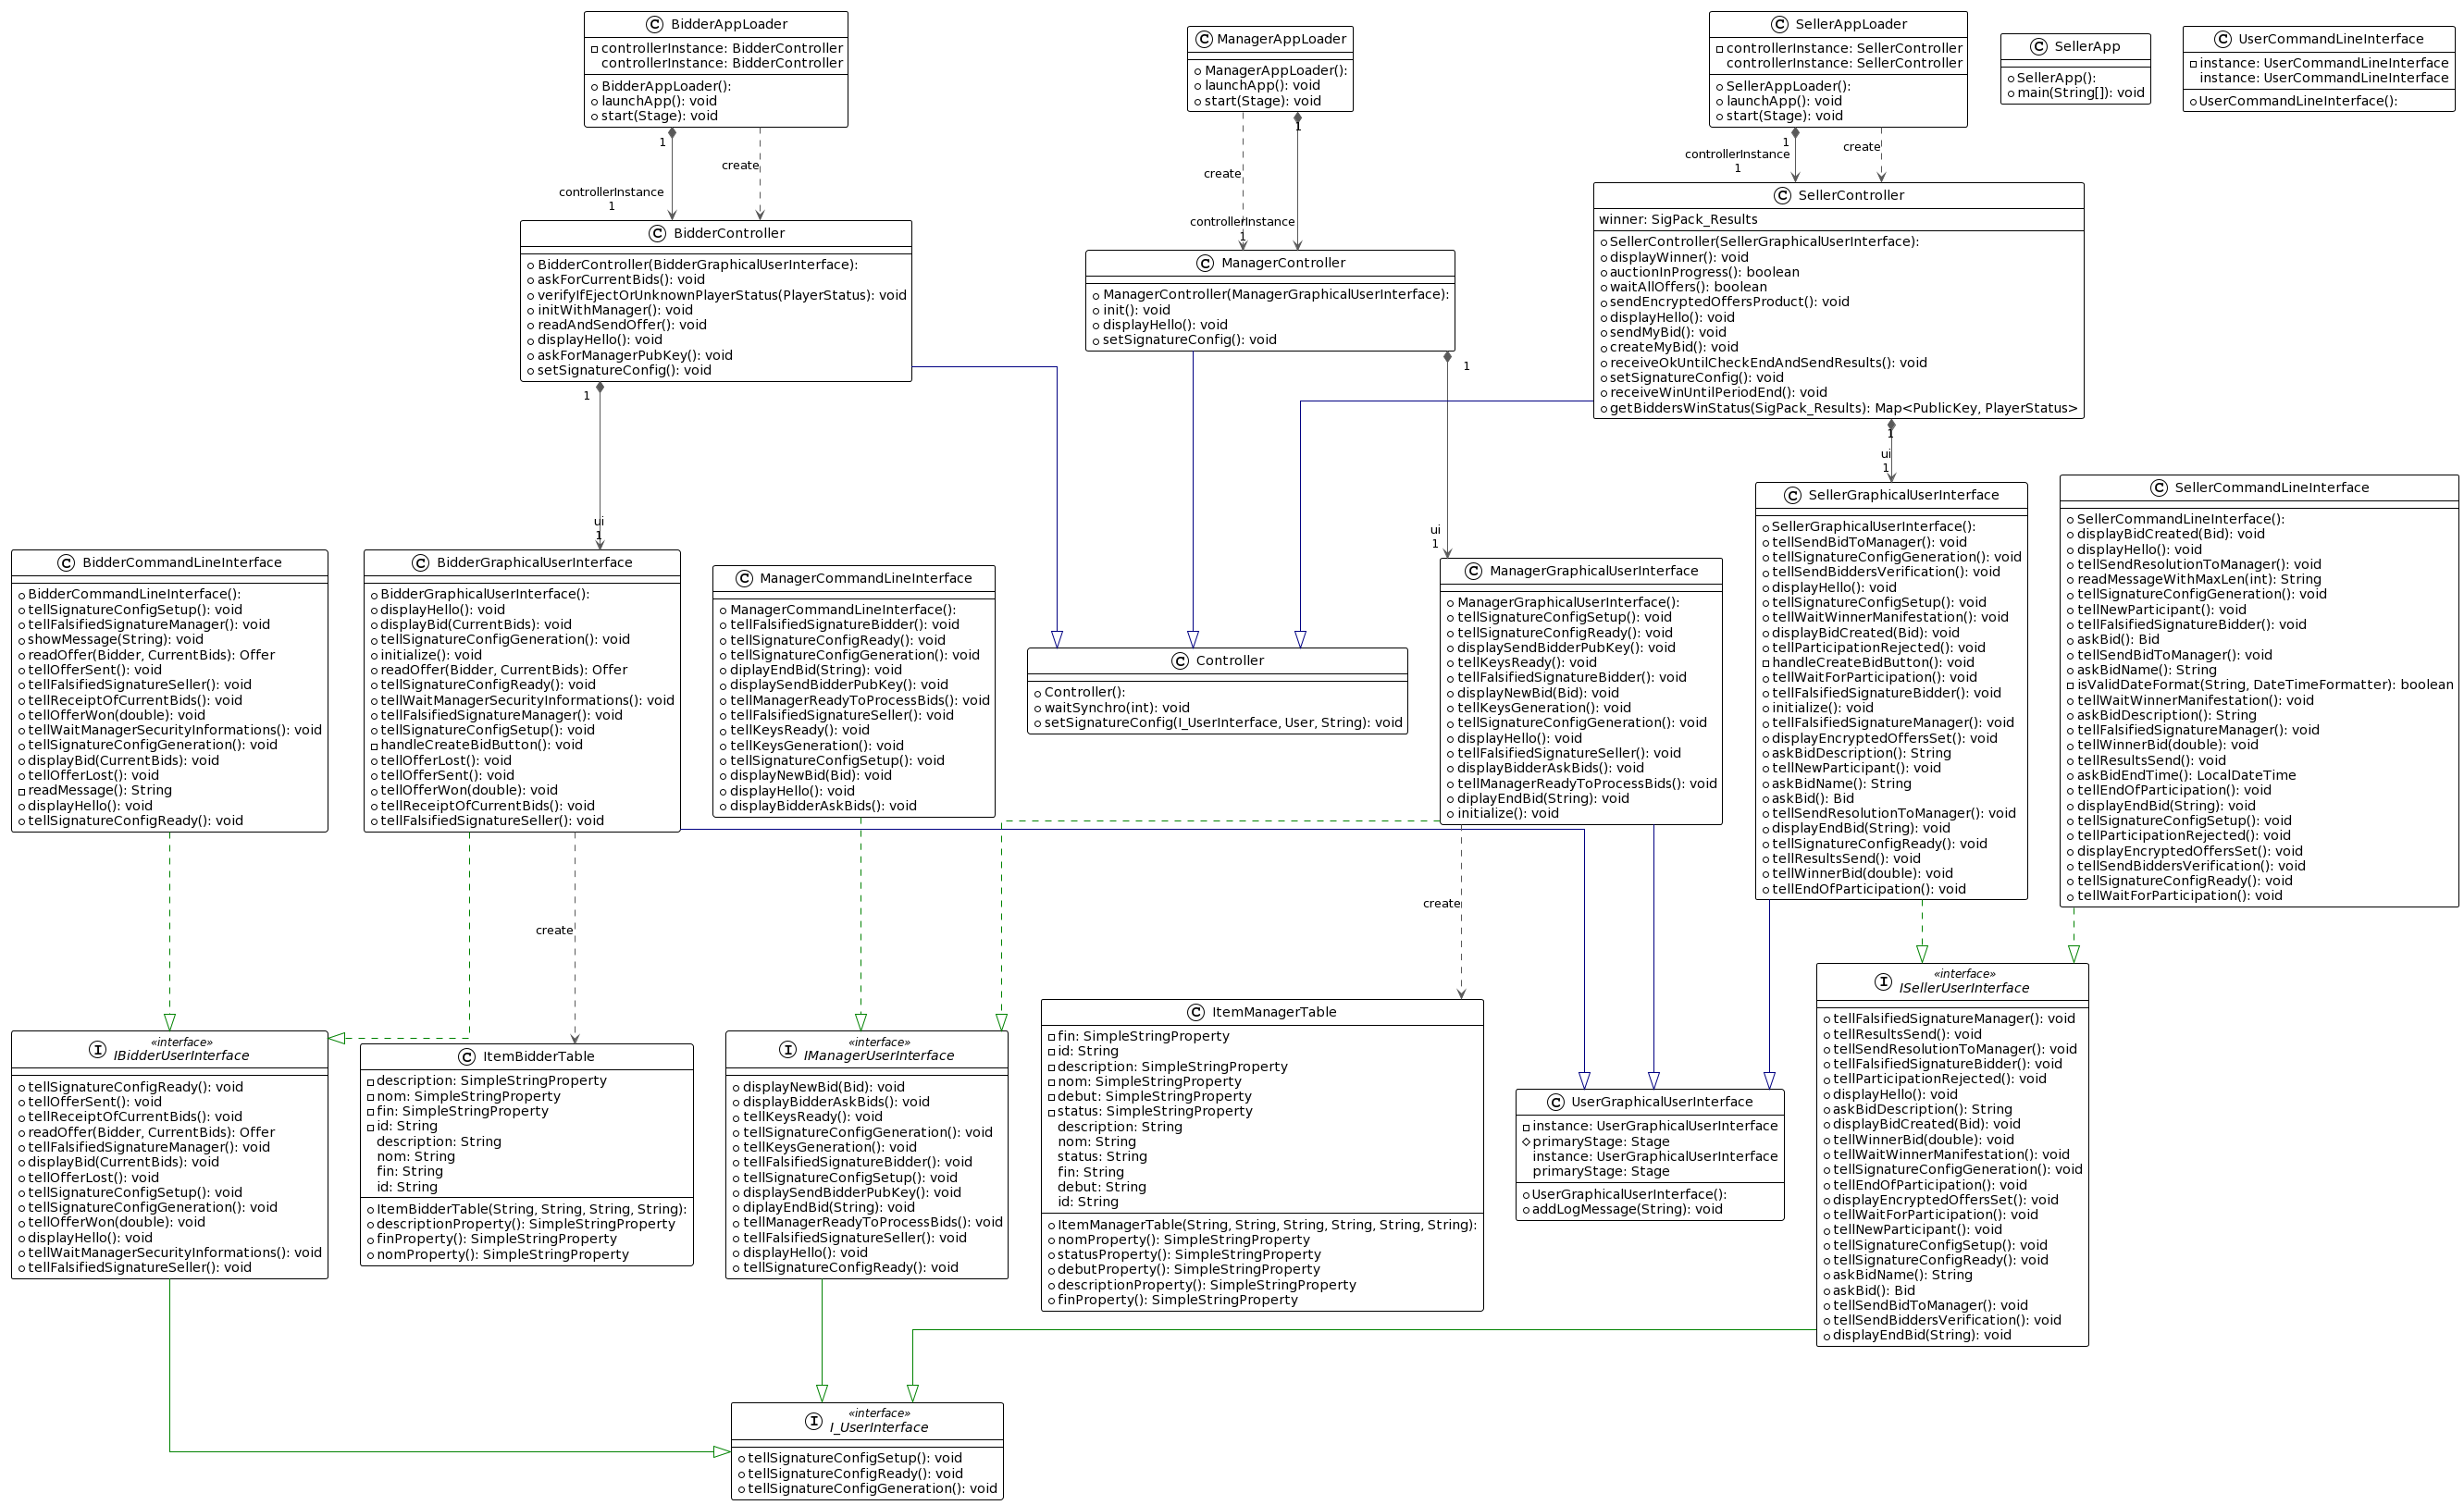 BidderAppLoader
controllerInstance: BidderController
controllerInstance: BidderController
BidderAppLoader():
launchApp(): void
start(Stage): void
ManagerAppLoader
ManagerAppLoader():
launchApp(): void
start(Stage): void
SellerAppLoader
controllerInstance: SellerController
controllerInstance: SellerController
SellerAppLoader():
launchApp(): void
start(Stage): void
SellerApp
SellerApp():
main(String[]): void
UserCommandLineInterface
instance: UserCommandLineInterface
instance: UserCommandLineInterface
UserCommandLineInterface():
1
create
controllerInstance
1
1
create
controllerInstance
1
1
create
controllerInstance
1
BidderController
BidderController(BidderGraphicalUserInterface):
askForCurrentBids(): void
verifyIfEjectOrUnknownPlayerStatus(PlayerStatus): void
initWithManager(): void
readAndSendOffer(): void
displayHello(): void
askForManagerPubKey(): void
setSignatureConfig(): void
ManagerController
ManagerController(ManagerGraphicalUserInterface):
init(): void
displayHello(): void
setSignatureConfig(): void
SellerController
winner: SigPack_Results
SellerController(SellerGraphicalUserInterface):
displayWinner(): void
auctionInProgress(): boolean
waitAllOffers(): boolean
sendEncryptedOffersProduct(): void
displayHello(): void
sendMyBid(): void
createMyBid(): void
receiveOkUntilCheckEndAndSendResults(): void
setSignatureConfig(): void
receiveWinUntilPeriodEnd(): void
getBiddersWinStatus(SigPack_Results): Map<PublicKey, PlayerStatus>
1
ui
1
1
ui
1
1
ui
1
BidderCommandLineInterface
BidderCommandLineInterface():
tellSignatureConfigSetup(): void
tellFalsifiedSignatureManager(): void
showMessage(String): void
readOffer(Bidder, CurrentBids): Offer
tellOfferSent(): void
tellFalsifiedSignatureSeller(): void
tellReceiptOfCurrentBids(): void
tellOfferWon(double): void
tellWaitManagerSecurityInformations(): void
tellSignatureConfigGeneration(): void
displayBid(CurrentBids): void
tellOfferLost(): void
readMessage(): String
displayHello(): void
tellSignatureConfigReady(): void
BidderGraphicalUserInterface
BidderGraphicalUserInterface():
displayHello(): void
displayBid(CurrentBids): void
tellSignatureConfigGeneration(): void
initialize(): void
readOffer(Bidder, CurrentBids): Offer
tellSignatureConfigReady(): void
tellWaitManagerSecurityInformations(): void
tellFalsifiedSignatureManager(): void
tellSignatureConfigSetup(): void
handleCreateBidButton(): void
tellOfferLost(): void
tellOfferSent(): void
tellOfferWon(double): void
tellReceiptOfCurrentBids(): void
tellFalsifiedSignatureSeller(): void
ManagerCommandLineInterface
ManagerCommandLineInterface():
tellFalsifiedSignatureBidder(): void
tellSignatureConfigReady(): void
tellSignatureConfigGeneration(): void
diplayEndBid(String): void
displaySendBidderPubKey(): void
tellManagerReadyToProcessBids(): void
tellFalsifiedSignatureSeller(): void
tellKeysReady(): void
tellKeysGeneration(): void
tellSignatureConfigSetup(): void
displayNewBid(Bid): void
displayHello(): void
displayBidderAskBids(): void
Controller
Controller():
waitSynchro(int): void
setSignatureConfig(I_UserInterface, User, String): void
ManagerGraphicalUserInterface
ManagerGraphicalUserInterface():
tellSignatureConfigSetup(): void
tellSignatureConfigReady(): void
displaySendBidderPubKey(): void
tellKeysReady(): void
tellFalsifiedSignatureBidder(): void
displayNewBid(Bid): void
tellKeysGeneration(): void
tellSignatureConfigGeneration(): void
displayHello(): void
tellFalsifiedSignatureSeller(): void
displayBidderAskBids(): void
tellManagerReadyToProcessBids(): void
diplayEndBid(String): void
initialize(): void
SellerGraphicalUserInterface
SellerGraphicalUserInterface():
tellSendBidToManager(): void
tellSignatureConfigGeneration(): void
tellSendBiddersVerification(): void
displayHello(): void
tellSignatureConfigSetup(): void
tellWaitWinnerManifestation(): void
displayBidCreated(Bid): void
tellParticipationRejected(): void
handleCreateBidButton(): void
tellWaitForParticipation(): void
tellFalsifiedSignatureBidder(): void
initialize(): void
tellFalsifiedSignatureManager(): void
displayEncryptedOffersSet(): void
askBidDescription(): String
tellNewParticipant(): void
askBidName(): String
askBid(): Bid
tellSendResolutionToManager(): void
displayEndBid(String): void
tellSignatureConfigReady(): void
tellResultsSend(): void
tellWinnerBid(double): void
tellEndOfParticipation(): void
SellerCommandLineInterface
SellerCommandLineInterface():
displayBidCreated(Bid): void
displayHello(): void
tellSendResolutionToManager(): void
readMessageWithMaxLen(int): String
tellSignatureConfigGeneration(): void
tellNewParticipant(): void
tellFalsifiedSignatureBidder(): void
askBid(): Bid
tellSendBidToManager(): void
askBidName(): String
isValidDateFormat(String, DateTimeFormatter): boolean
tellWaitWinnerManifestation(): void
askBidDescription(): String
tellFalsifiedSignatureManager(): void
tellWinnerBid(double): void
tellResultsSend(): void
askBidEndTime(): LocalDateTime
tellEndOfParticipation(): void
displayEndBid(String): void
tellSignatureConfigSetup(): void
tellParticipationRejected(): void
displayEncryptedOffersSet(): void
tellSendBiddersVerification(): void
tellSignatureConfigReady(): void
tellWaitForParticipation(): void
create
create
«interface»
IBidderUserInterface
tellSignatureConfigReady(): void
tellOfferSent(): void
tellReceiptOfCurrentBids(): void
readOffer(Bidder, CurrentBids): Offer
tellFalsifiedSignatureManager(): void
displayBid(CurrentBids): void
tellOfferLost(): void
tellSignatureConfigSetup(): void
tellSignatureConfigGeneration(): void
tellOfferWon(double): void
displayHello(): void
tellWaitManagerSecurityInformations(): void
tellFalsifiedSignatureSeller(): void
ItemBidderTable
description: SimpleStringProperty
nom: SimpleStringProperty
fin: SimpleStringProperty
id: String
description: String
nom: String
fin: String
id: String
ItemBidderTable(String, String, String, String):
descriptionProperty(): SimpleStringProperty
finProperty(): SimpleStringProperty
nomProperty(): SimpleStringProperty
«interface»
IManagerUserInterface
displayNewBid(Bid): void
displayBidderAskBids(): void
tellKeysReady(): void
tellSignatureConfigGeneration(): void
tellKeysGeneration(): void
tellFalsifiedSignatureBidder(): void
tellSignatureConfigSetup(): void
displaySendBidderPubKey(): void
diplayEndBid(String): void
tellManagerReadyToProcessBids(): void
tellFalsifiedSignatureSeller(): void
displayHello(): void
tellSignatureConfigReady(): void
ItemManagerTable
fin: SimpleStringProperty
id: String
description: SimpleStringProperty
nom: SimpleStringProperty
debut: SimpleStringProperty
status: SimpleStringProperty
description: String
nom: String
status: String
fin: String
debut: String
id: String
ItemManagerTable(String, String, String, String, String, String):
nomProperty(): SimpleStringProperty
statusProperty(): SimpleStringProperty
debutProperty(): SimpleStringProperty
descriptionProperty(): SimpleStringProperty
finProperty(): SimpleStringProperty
UserGraphicalUserInterface
instance: UserGraphicalUserInterface
primaryStage: Stage
instance: UserGraphicalUserInterface
primaryStage: Stage
UserGraphicalUserInterface():
addLogMessage(String): void
«interface»
ISellerUserInterface
tellFalsifiedSignatureManager(): void
tellResultsSend(): void
tellSendResolutionToManager(): void
tellFalsifiedSignatureBidder(): void
tellParticipationRejected(): void
displayHello(): void
askBidDescription(): String
displayBidCreated(Bid): void
tellWinnerBid(double): void
tellWaitWinnerManifestation(): void
tellSignatureConfigGeneration(): void
tellEndOfParticipation(): void
displayEncryptedOffersSet(): void
tellWaitForParticipation(): void
tellNewParticipant(): void
tellSignatureConfigSetup(): void
tellSignatureConfigReady(): void
askBidName(): String
askBid(): Bid
tellSendBidToManager(): void
tellSendBiddersVerification(): void
displayEndBid(String): void
«interface»
I_UserInterface
tellSignatureConfigSetup(): void
tellSignatureConfigReady(): void
tellSignatureConfigGeneration(): void